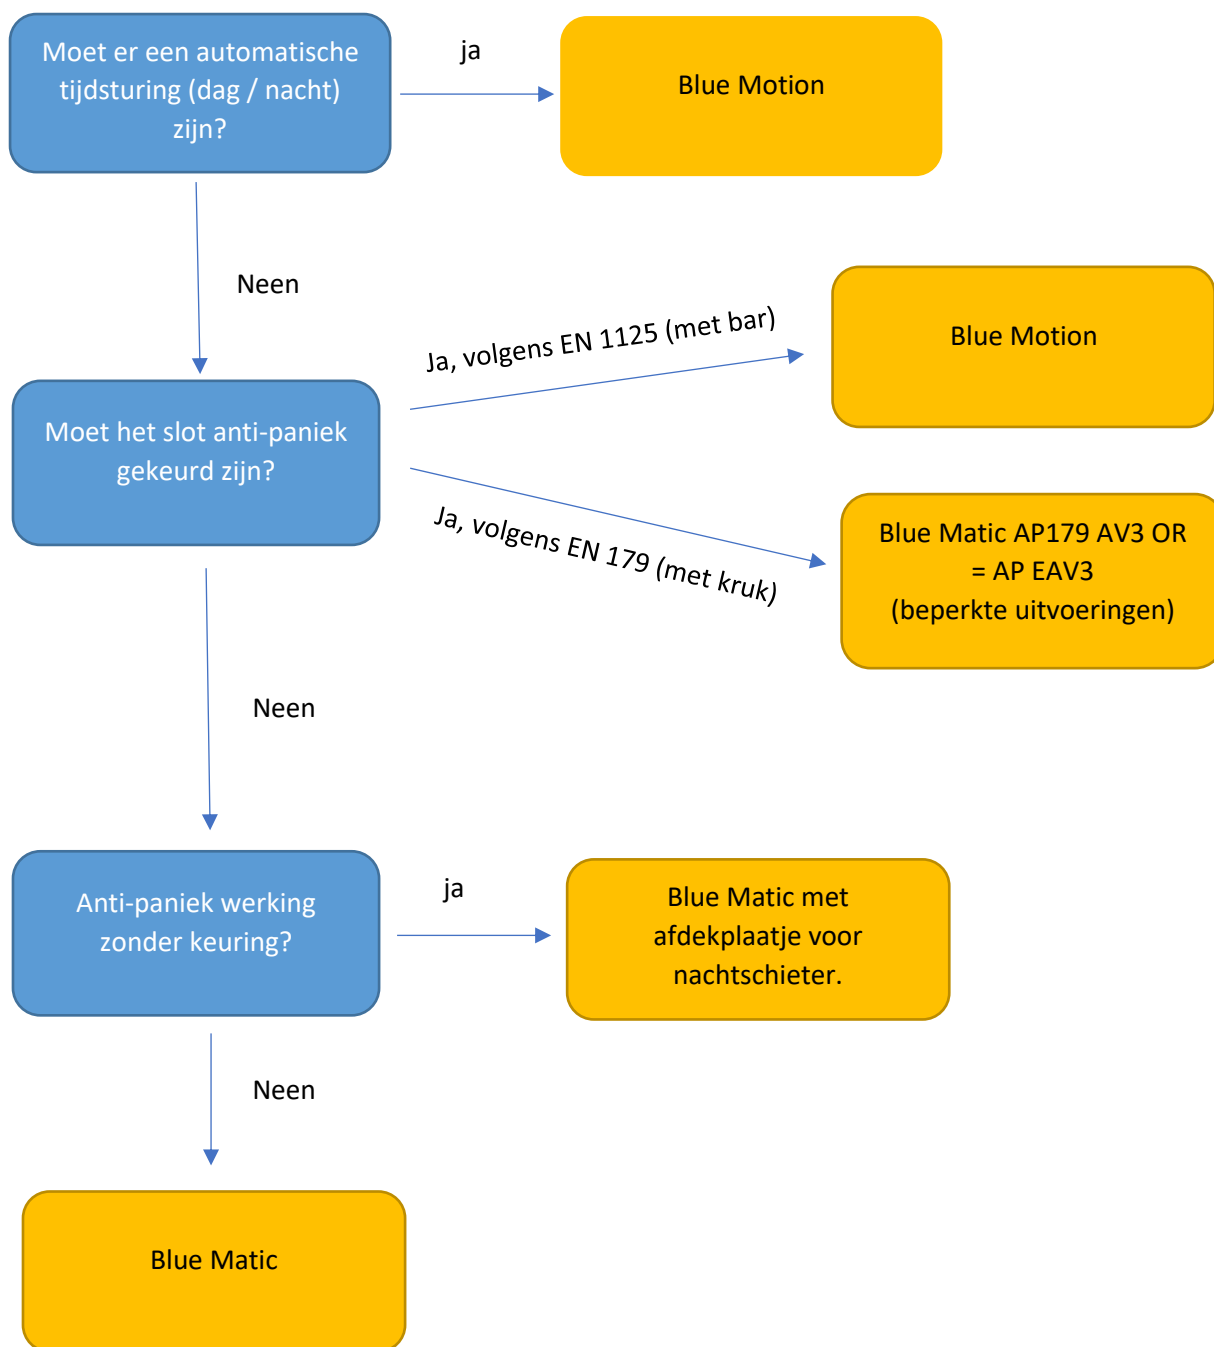 Moet er een automatische
tijdsturing (dag / nacht)
zijn?
ja
Blue Motion
Neen
Ja, volgens EN 1125 (met bar)
Blue Motion
Moet het slot anti-paniek
gekeurd zijn?
Ja, volgens EN 179 (met kruk)
Blue Matic AP179 AV3 OR
= AP EAV3
(beperkte uitvoeringen)
Neen
Anti-paniek werking
zonder keuring?
ja
Blue Matic met
afdekplaatje voor
nachtschieter.
Neen
Blue Matic